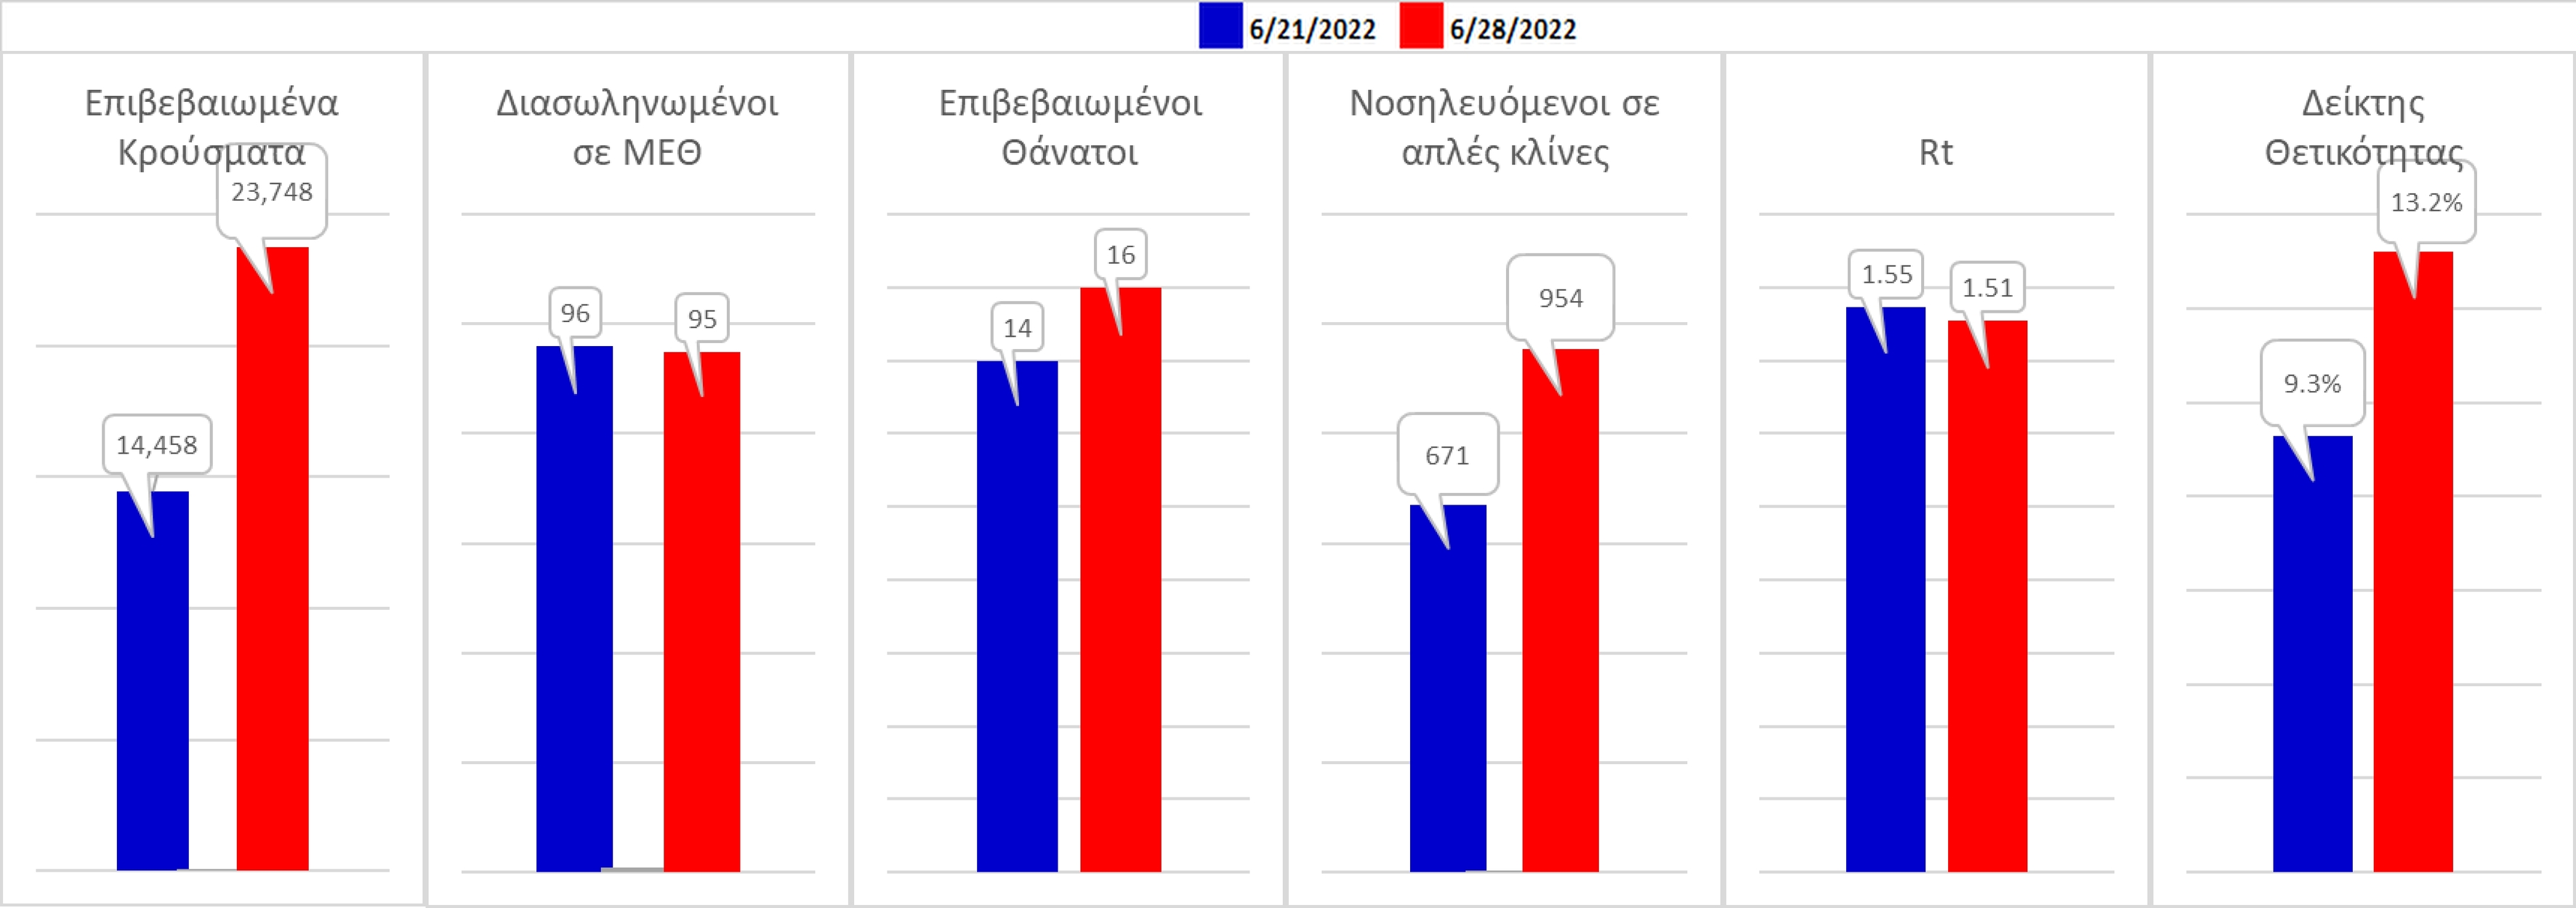 6/21/2022 6/28/2022
Επιβεβαιωμένα
Κρούσματα
23,748
14,458
Διασωληνωμένοι
σε ΜΕΘ
96
95
Επιβεβαιωμένοι
Θάνατοι
14
16
Νοσηλευόμενοι σε
απλές κλίνες
671
954
Rt
1.55
1.51
Δείκτης
Θετικότητας
13.2%
9.3%